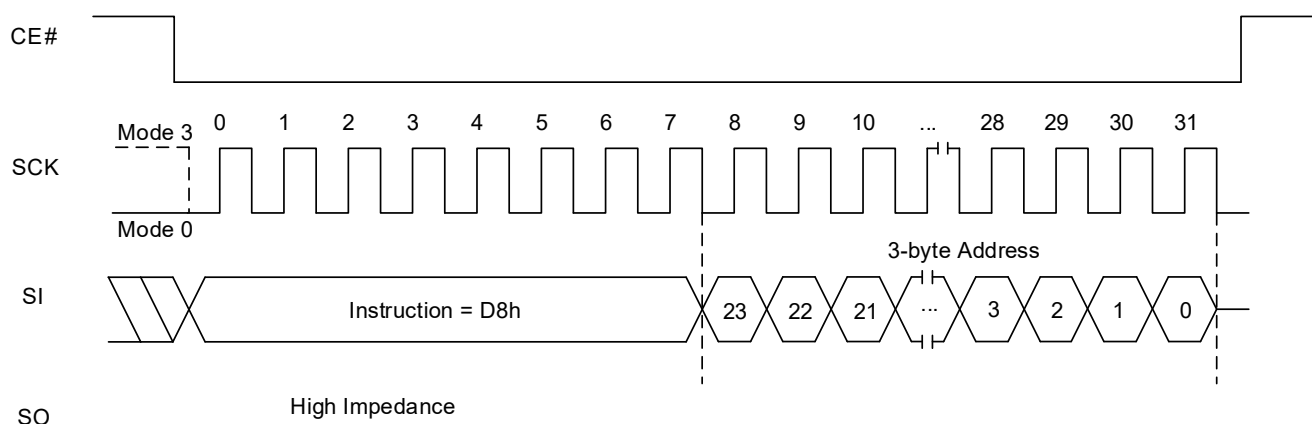 CE#
Mode 3 0 1 2 3 4 5 6 7 8 9 10 ... 28 29 30 31
SCK
Mode 0
3-byte Address
SI Instruction = D8h 23 22 21 ... 3 2 1 0
High Impedance
SO